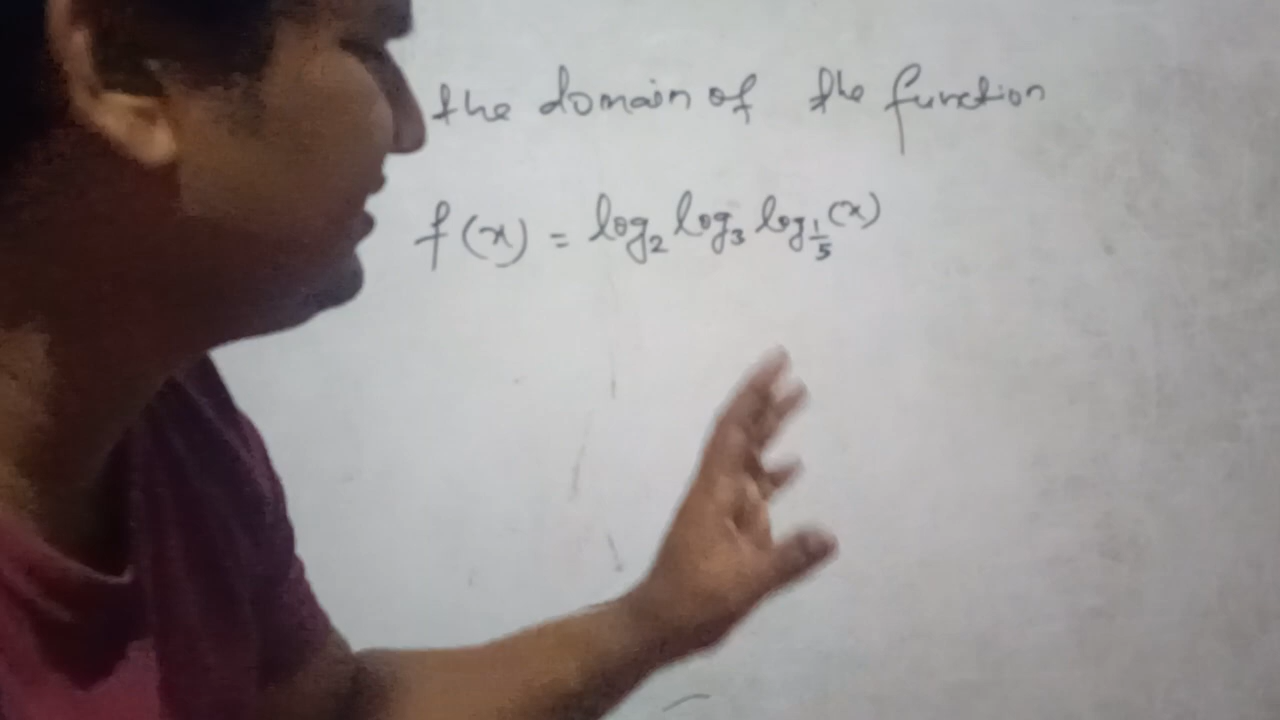 the domain of the function
f(x) = log₂ log₃ log₁/₅(x)